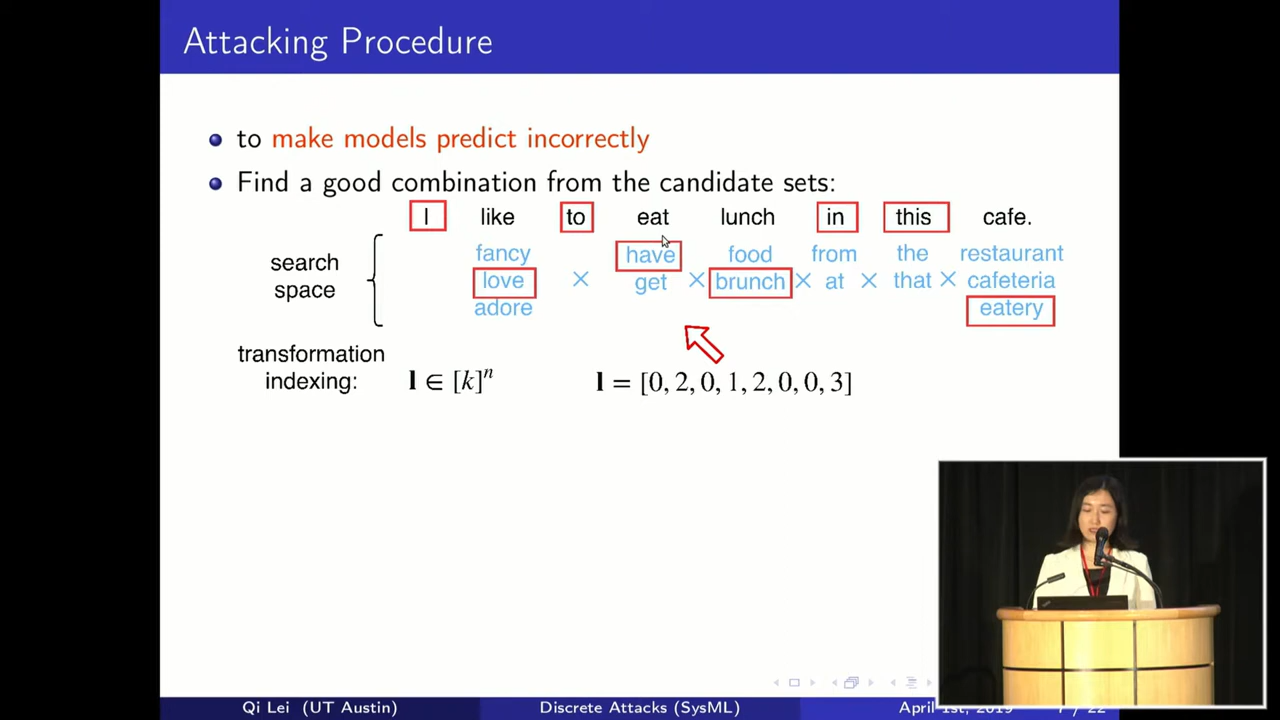 Attacking Procedure
to make models predict incorrectly
Find a good combination from the candidate sets:
I like to eat lunch in this cafe.
search space
fancy have food from the restaurant
love × get × brunch × at × that × cafeteria
adore eatery
transformation indexing: l ∈ [k]ⁿ l = [0, 2, 0, 1, 2, 0, 0, 3]
Qi Lei (UT Austin) Discrete Attacks (SysML) April 1st, 2019 7 / 22